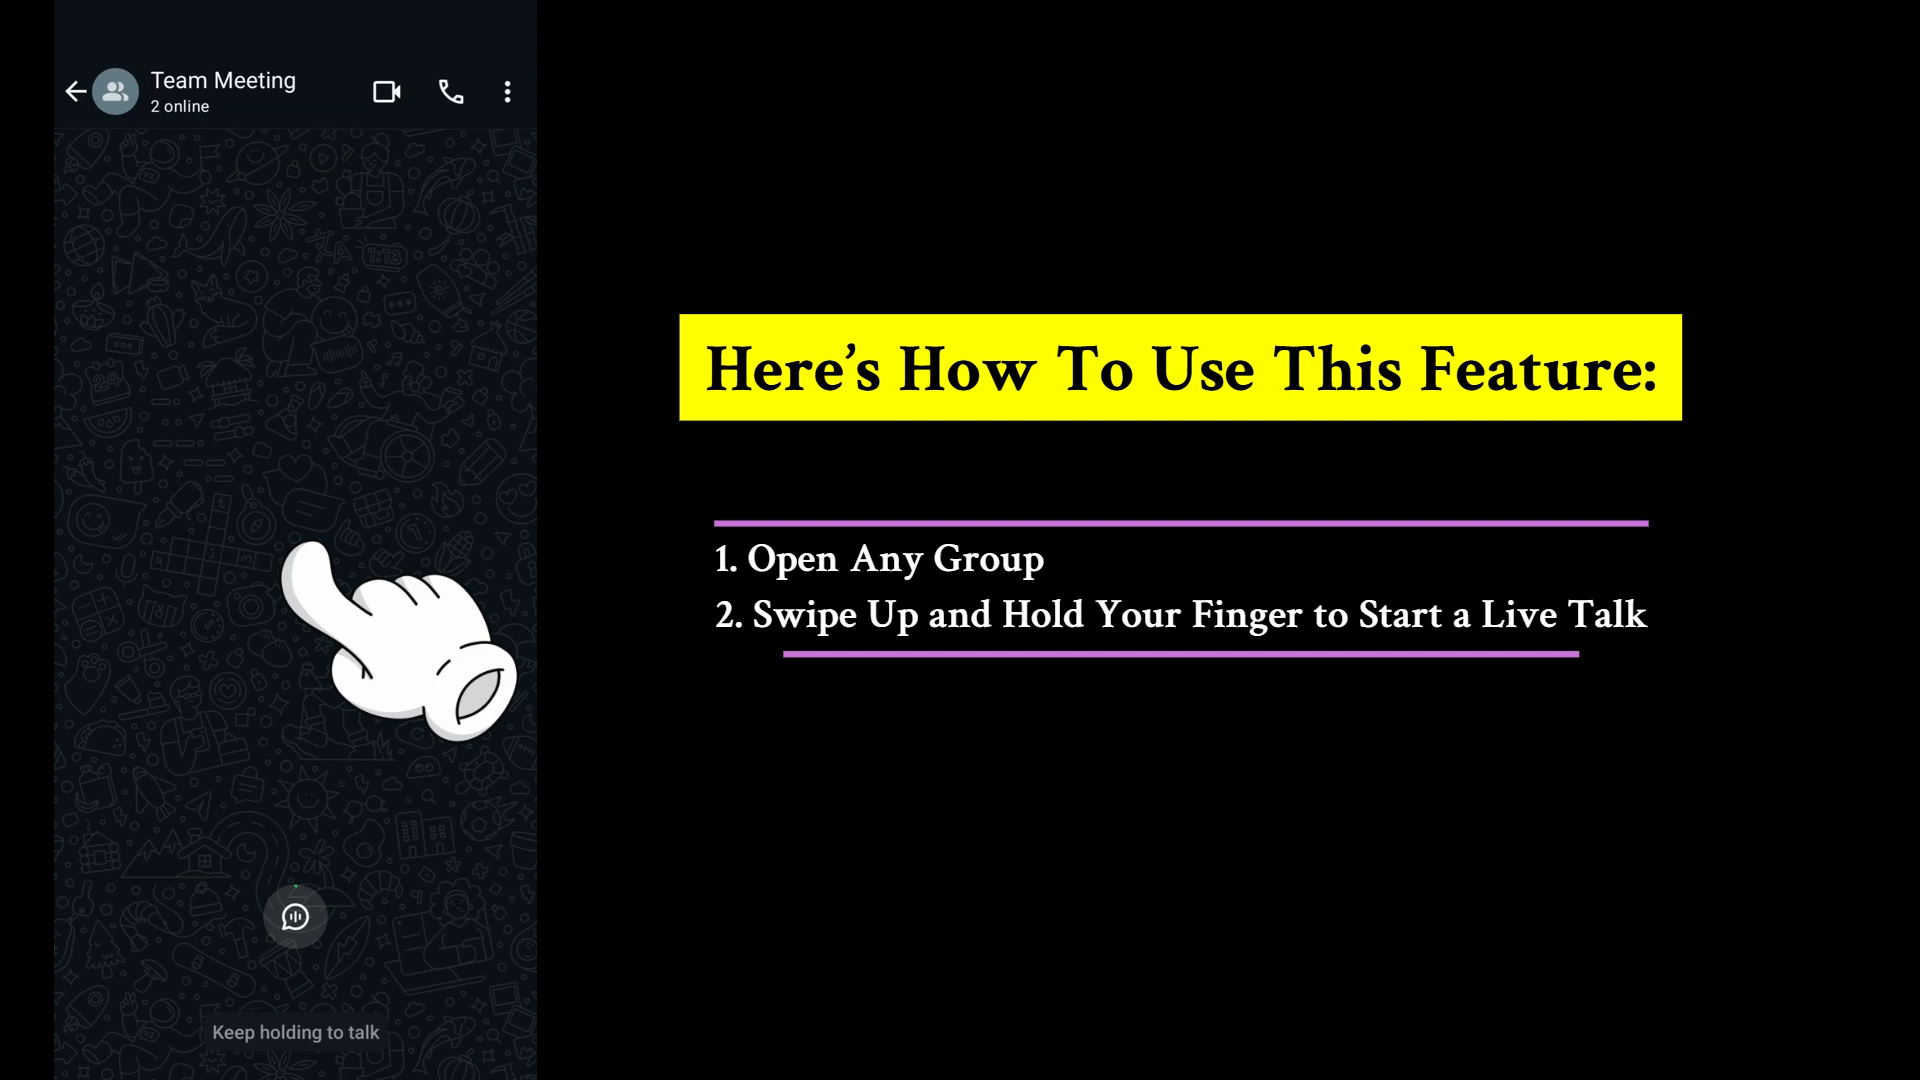 Team Meeting
2 online
Here’s How To Use This Feature:
1. Open Any Group
2. Swipe Up and Hold Your Finger to Start a Live Talk
Keep holding to talk